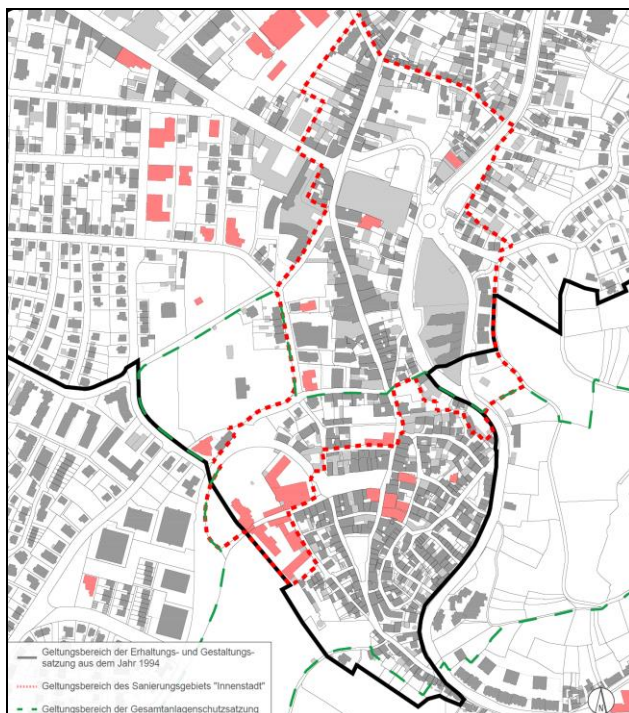 Geltungsbereich der Erhaltungs- und Gestaltungs-
satzung aus dem Jahr 1994
Geltungsbereich des Sanierungsgebiets "Innenstadt"
Geltungsbereich der Gesamtanlagenschutzsatzung
N